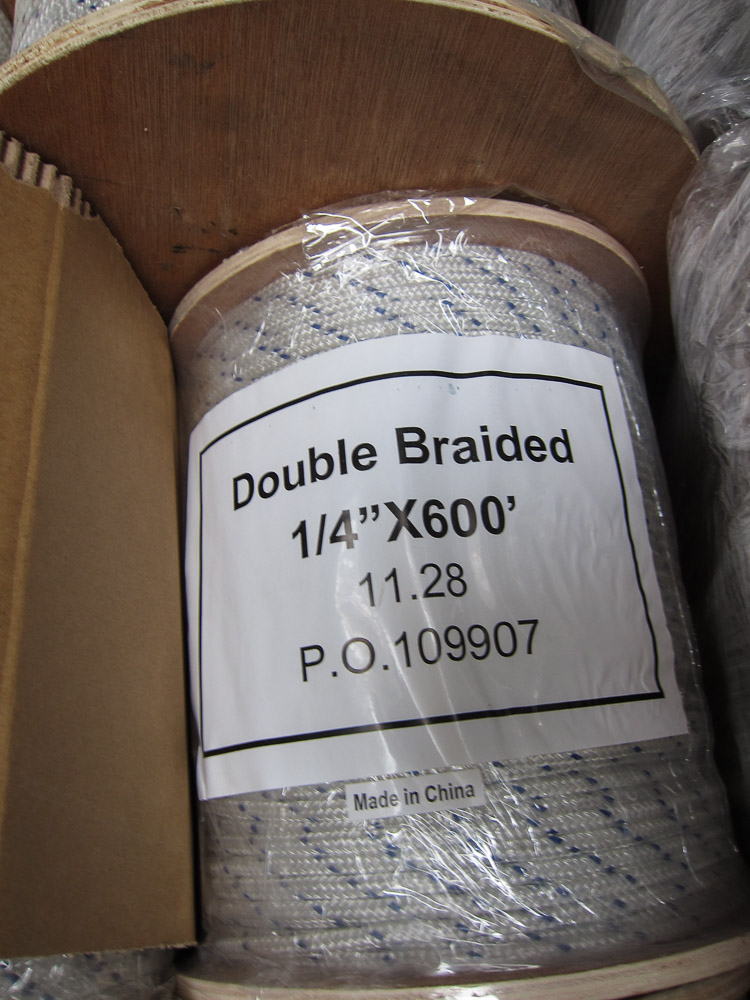 Double Braided
1/4”X600’
11.28
P.O.109907
Made in China